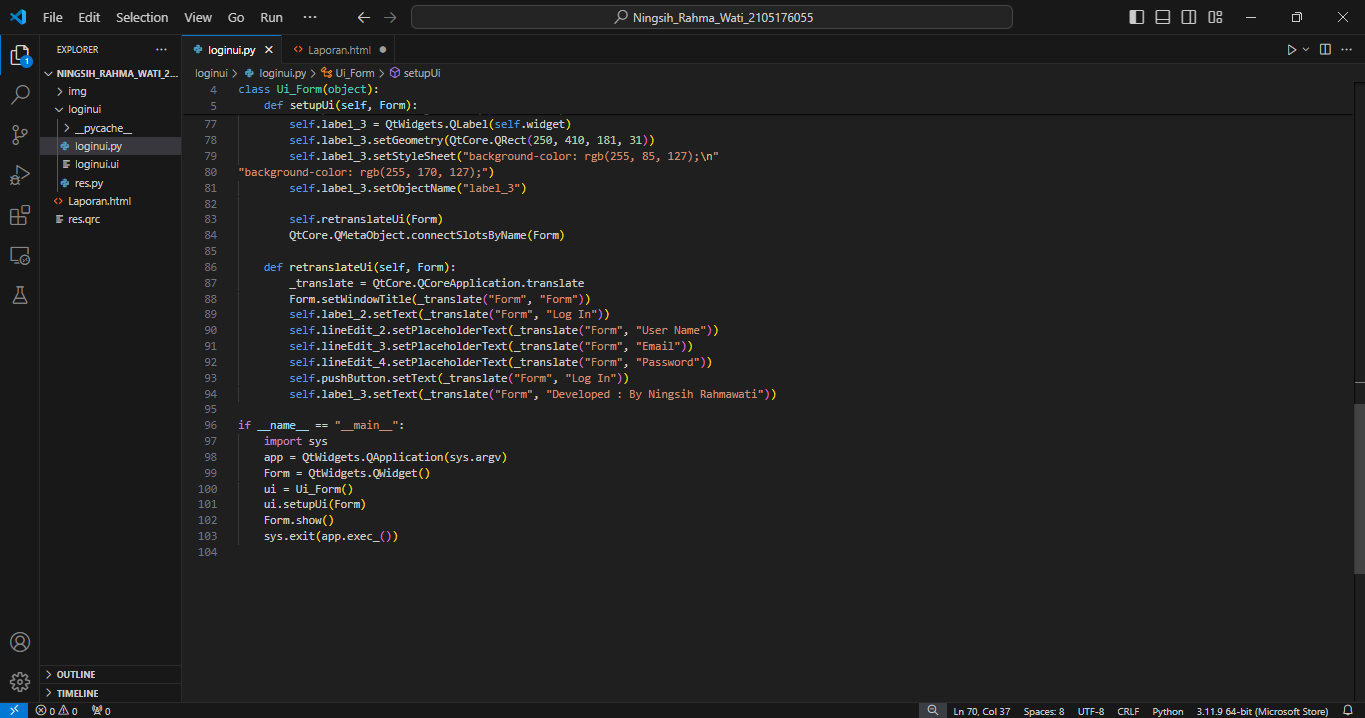 File Edit Selection View Go Run ··· Ningsih_Rahma_Wati_2105176055
EXPLORER ···
loginui.py
Laporan.html
NINGSIH_RAHMA_WATI_2...
img
loginui
__pycache__
loginui.py
loginui.ui
res.py
Laporan.html
res.qrc
OUTLINE
TIMELINE
loginui > loginui.py > Ui_Form > setupUi
4 class Ui_Form(object):
5     def setupUi(self, Form):
77         self.label_3 = QtWidgets.QLabel(self.widget)
78         self.label_3.setGeometry(QtCore.QRect(250, 410, 181, 31))
79         self.label_3.setStyleSheet("background-color: rgb(255, 85, 127);\n"
80 "background-color: rgb(255, 170, 127);")
81         self.label_3.setObjectName("label_3")
82
83         self.retranslateUi(Form)
84         QtCore.QMetaObject.connectSlotsByName(Form)
85
86     def retranslateUi(self, Form):
87         _translate = QtCore.QCoreApplication.translate
88         Form.setWindowTitle(_translate("Form", "Form"))
89         self.label_2.setText(_translate("Form", "Log In"))
90         self.lineEdit_2.setPlaceholderText(_translate("Form", "User Name"))
91         self.lineEdit_3.setPlaceholderText(_translate("Form", "Email"))
92         self.lineEdit_4.setPlaceholderText(_translate("Form", "Password"))
93         self.pushButton.setText(_translate("Form", "Log In"))
94         self.label_3.setText(_translate("Form", "Developed : By Ningsih Rahmawati"))
95
96 if __name__ == "__main__":
97     import sys
98     app = QtWidgets.QApplication(sys.argv)
99     Form = QtWidgets.QWidget()
100     ui = Ui_Form()
101     ui.setupUi(Form)
102     Form.show()
103     sys.exit(app.exec_())
104
1
0 0 0 Ln 70, Col 37 Spaces: 8 UTF-8 CRLF Python 3.11.9 64-bit (Microsoft Store)